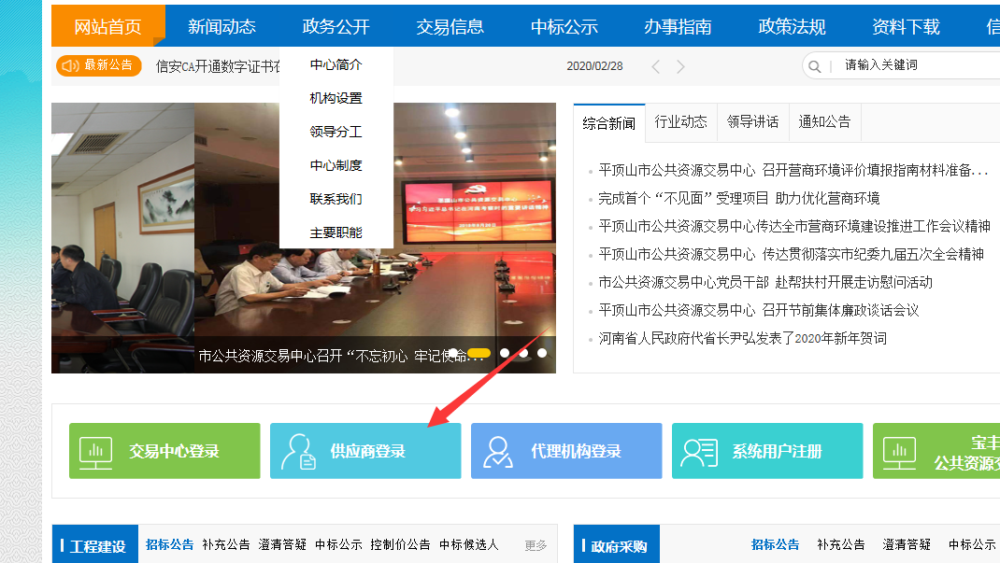 网站首页 新闻动态 政务公开 交易信息 中标公示 办事指南 政策法规 资料下载 信
最新公告 信安CA开通数字证书在 2020/02/28 请输入关键词
中心简介
机构设置
领导分工
中心制度
联系我们
主要职能
市公共资源交易中心召开“不忘初心 牢记使命...
综合新闻 行业动态 领导讲话 通知公告
平顶山市公共资源交易中心 召开营商环境评价填报指南材料准备...
完成首个“不见面”受理项目 助力优化营商环境
平顶山市公共资源交易中心传达全市营商环境建设推进工作会议精神
平顶山市公共资源交易中心 传达贯彻落实市纪委九届五次全会精神
市公共资源交易中心党员干部 赴帮扶村开展走访慰问活动
平顶山市公共资源交易中心 召开节前集体廉政谈话会议
河南省人民政府代省长尹弘发表了2020年新年贺词
交易中心登录 供应商登录 代理机构登录 系统用户注册 宝丰
公共资源交
工程建设 招标公告 补充公告 澄清答疑 中标公示 控制价公告 中标候选人 更多
政府采购 招标公告 补充公告 澄清答疑 中标公示